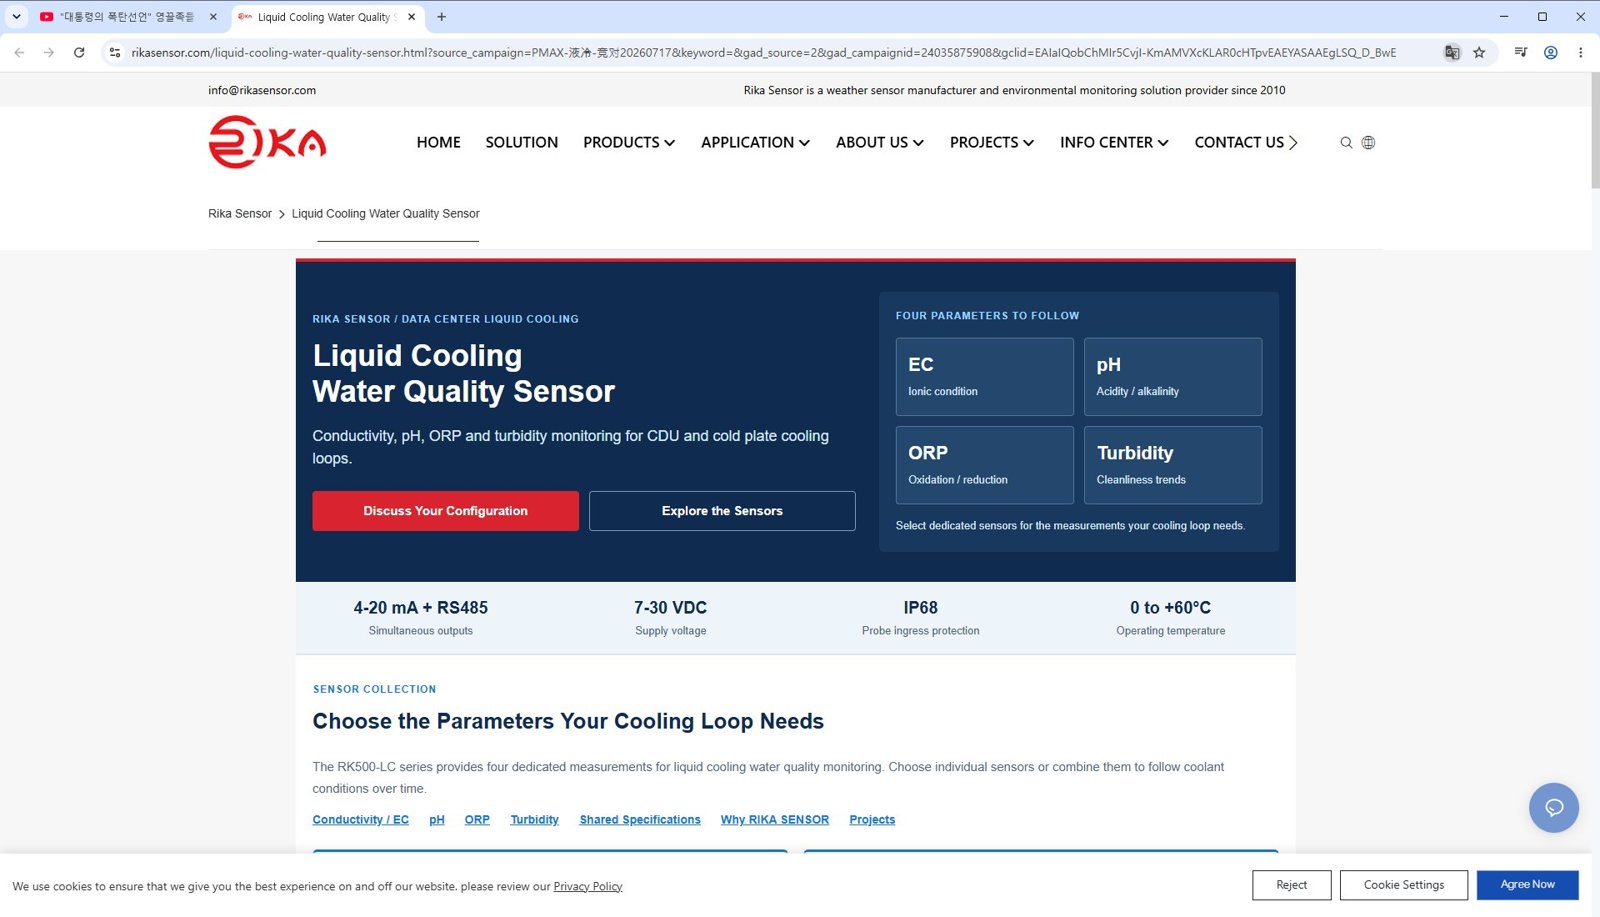 "대통령의 폭탄선언" 영끌족들
Liquid Cooling Water Quality S
rikasensor.com/liquid-cooling-water-quality-sensor.html?source_campaign=PMAX-液冷-竞对20260717&keyword=&gad_source=2&gad_campaignid=24035875908&gclid=EAIaIQobChMIr5CvjI-KmAMVXcKLAR0cHTpvEAEYASAAEgLSQ_D_BwE
info@rikasensor.com
Rika Sensor is a weather sensor manufacturer and environmental monitoring solution provider since 2010
RIKA
HOME SOLUTION PRODUCTS APPLICATION ABOUT US PROJECTS INFO CENTER CONTACT US
Rika Sensor > Liquid Cooling Water Quality Sensor
RIKA SENSOR / DATA CENTER LIQUID COOLING
Liquid Cooling
Water Quality Sensor
Conductivity, pH, ORP and turbidity monitoring for CDU and cold plate cooling
loops.
Discuss Your Configuration
Explore the Sensors
FOUR PARAMETERS TO FOLLOW
EC
Ionic condition
pH
Acidity / alkalinity
ORP
Oxidation / reduction
Turbidity
Cleanliness trends
Select dedicated sensors for the measurements your cooling loop needs.
4-20 mA + RS485
Simultaneous outputs
7-30 VDC
Supply voltage
IP68
Probe ingress protection
0 to +60°C
Operating temperature
SENSOR COLLECTION
Choose the Parameters Your Cooling Loop Needs
The RK500-LC series provides four dedicated measurements for liquid cooling water quality monitoring. Choose individual sensors or combine them to follow coolant
conditions over time.
Conductivity / EC pH ORP Turbidity Shared Specifications Why RIKA SENSOR Projects
We use cookies to ensure that we give you the best experience on and off our website. please review our Privacy Policy
Reject
Cookie Settings
Agree Now